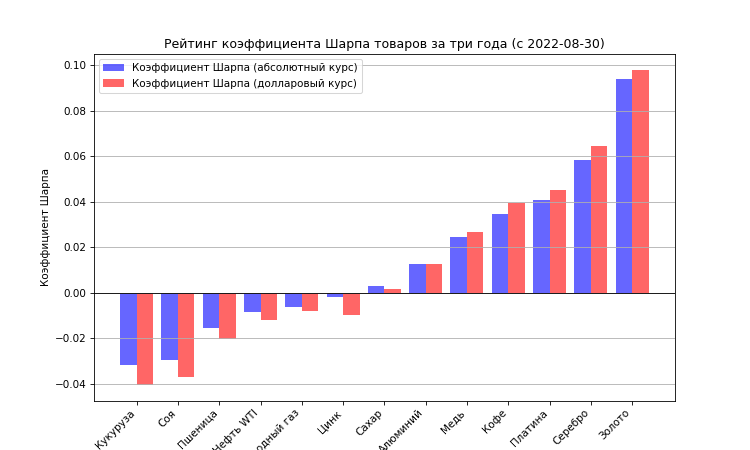 Рейтинг коэффициента Шарпа товаров за три года (с 2022-08-30)
Коэффициент Шарпа (абсолютный курс)
Коэффициент Шарпа (долларовый курс)
Коэффициент Шарпа
0.10
0.08
0.06
0.04
0.02
0.00
−0.02
−0.04
Кукуруза
Соя
Пшеница
Нефть WTI
газ
Цинк
Сахар
Алюминий
Медь
Кофе
Платина
Серебро
Золото